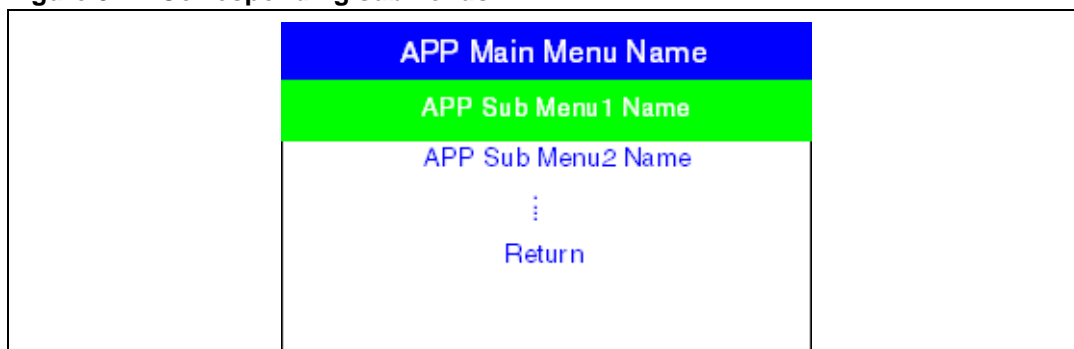 APP Main Menu Name
APP Sub Menu1 Name
APP Sub Menu2 Name
Return